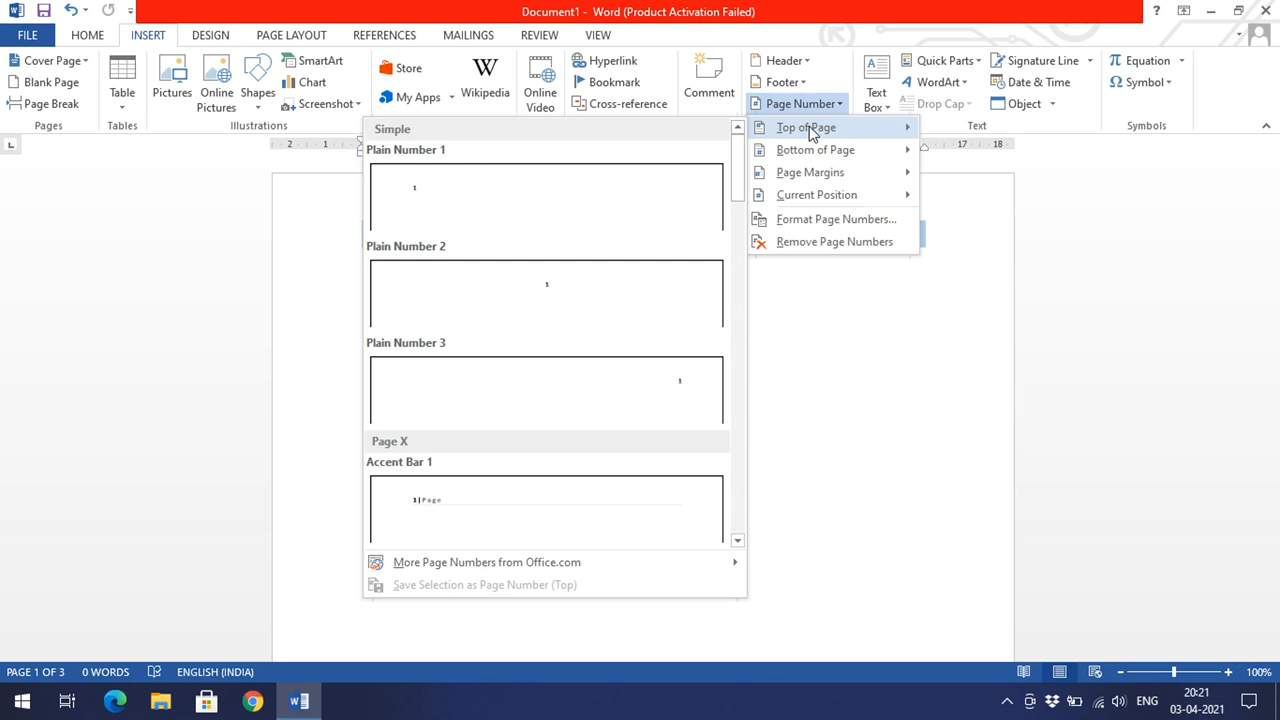 Document1 - Word (Product Activation Failed)
FILE HOME INSERT DESIGN PAGE LAYOUT REFERENCES MAILINGS REVIEW VIEW
Cover Page
Blank Page
Page Break
Pages
Table
Pictures
Online Pictures
Shapes
SmartArt
Chart
Screenshot
Illustrations
Store
My Apps
Wikipedia
Online Video
Hyperlink
Bookmark
Cross-reference
Comment
Header
Footer
Page Number
Text Box
Quick Parts
WordArt
Drop Cap
Signature Line
Date & Time
Object
Text
Equation
Symbol
Symbols
2 1 17 18
Top of Page
Bottom of Page
Page Margins
Current Position
Format Page Numbers...
Remove Page Numbers
Simple
Plain Number 1
1
Plain Number 2
1
Plain Number 3
1
Page X
Accent Bar 1
1|Page
More Page Numbers from Office.com
Save Selection as Page Number (Top)
PAGE 1 OF 3 0 WORDS ENGLISH (INDIA) 100%
ENG
20:21
03-04-2021